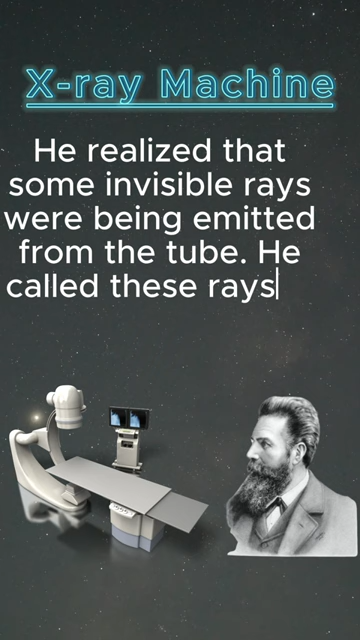 X-ray Machine
He realized that
some invisible rays
were being emitted
from the tube. He
called these rays